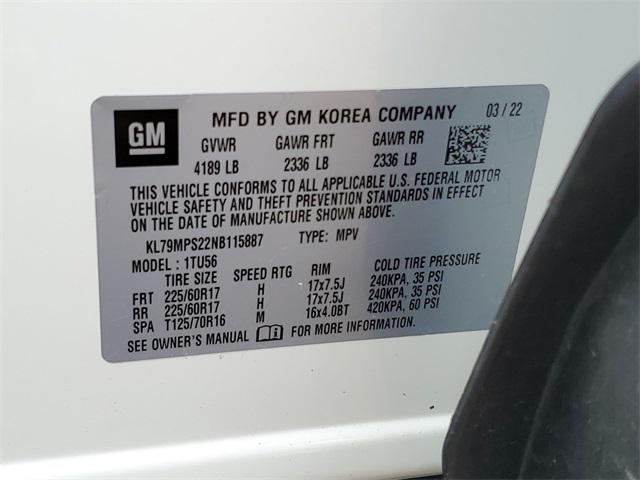 GM
MFD BY GM KOREA COMPANY 03 / 22
GVWR GAWR FRT GAWR RR
4189 LB 2336 LB 2336 LB
THIS VEHICLE CONFORMS TO ALL APPLICABLE U.S. FEDERAL MOTOR
VEHICLE SAFETY AND THEFT PREVENTION STANDARDS IN EFFECT
ON THE DATE OF MANUFACTURE SHOWN ABOVE.
KL79MPS22NB115887 TYPE: MPV
MODEL : 1TU56
TIRE SIZE SPEED RTG RIM COLD TIRE PRESSURE
FRT 225/60R17 H 17x7.5J 240KPA, 35 PSI
RR 225/60R17 H 17x7.5J 240KPA, 35 PSI
SPA T125/70R16 M 16x4.0BT 420KPA, 60 PSI
SEE OWNER'S MANUAL FOR MORE INFORMATION.